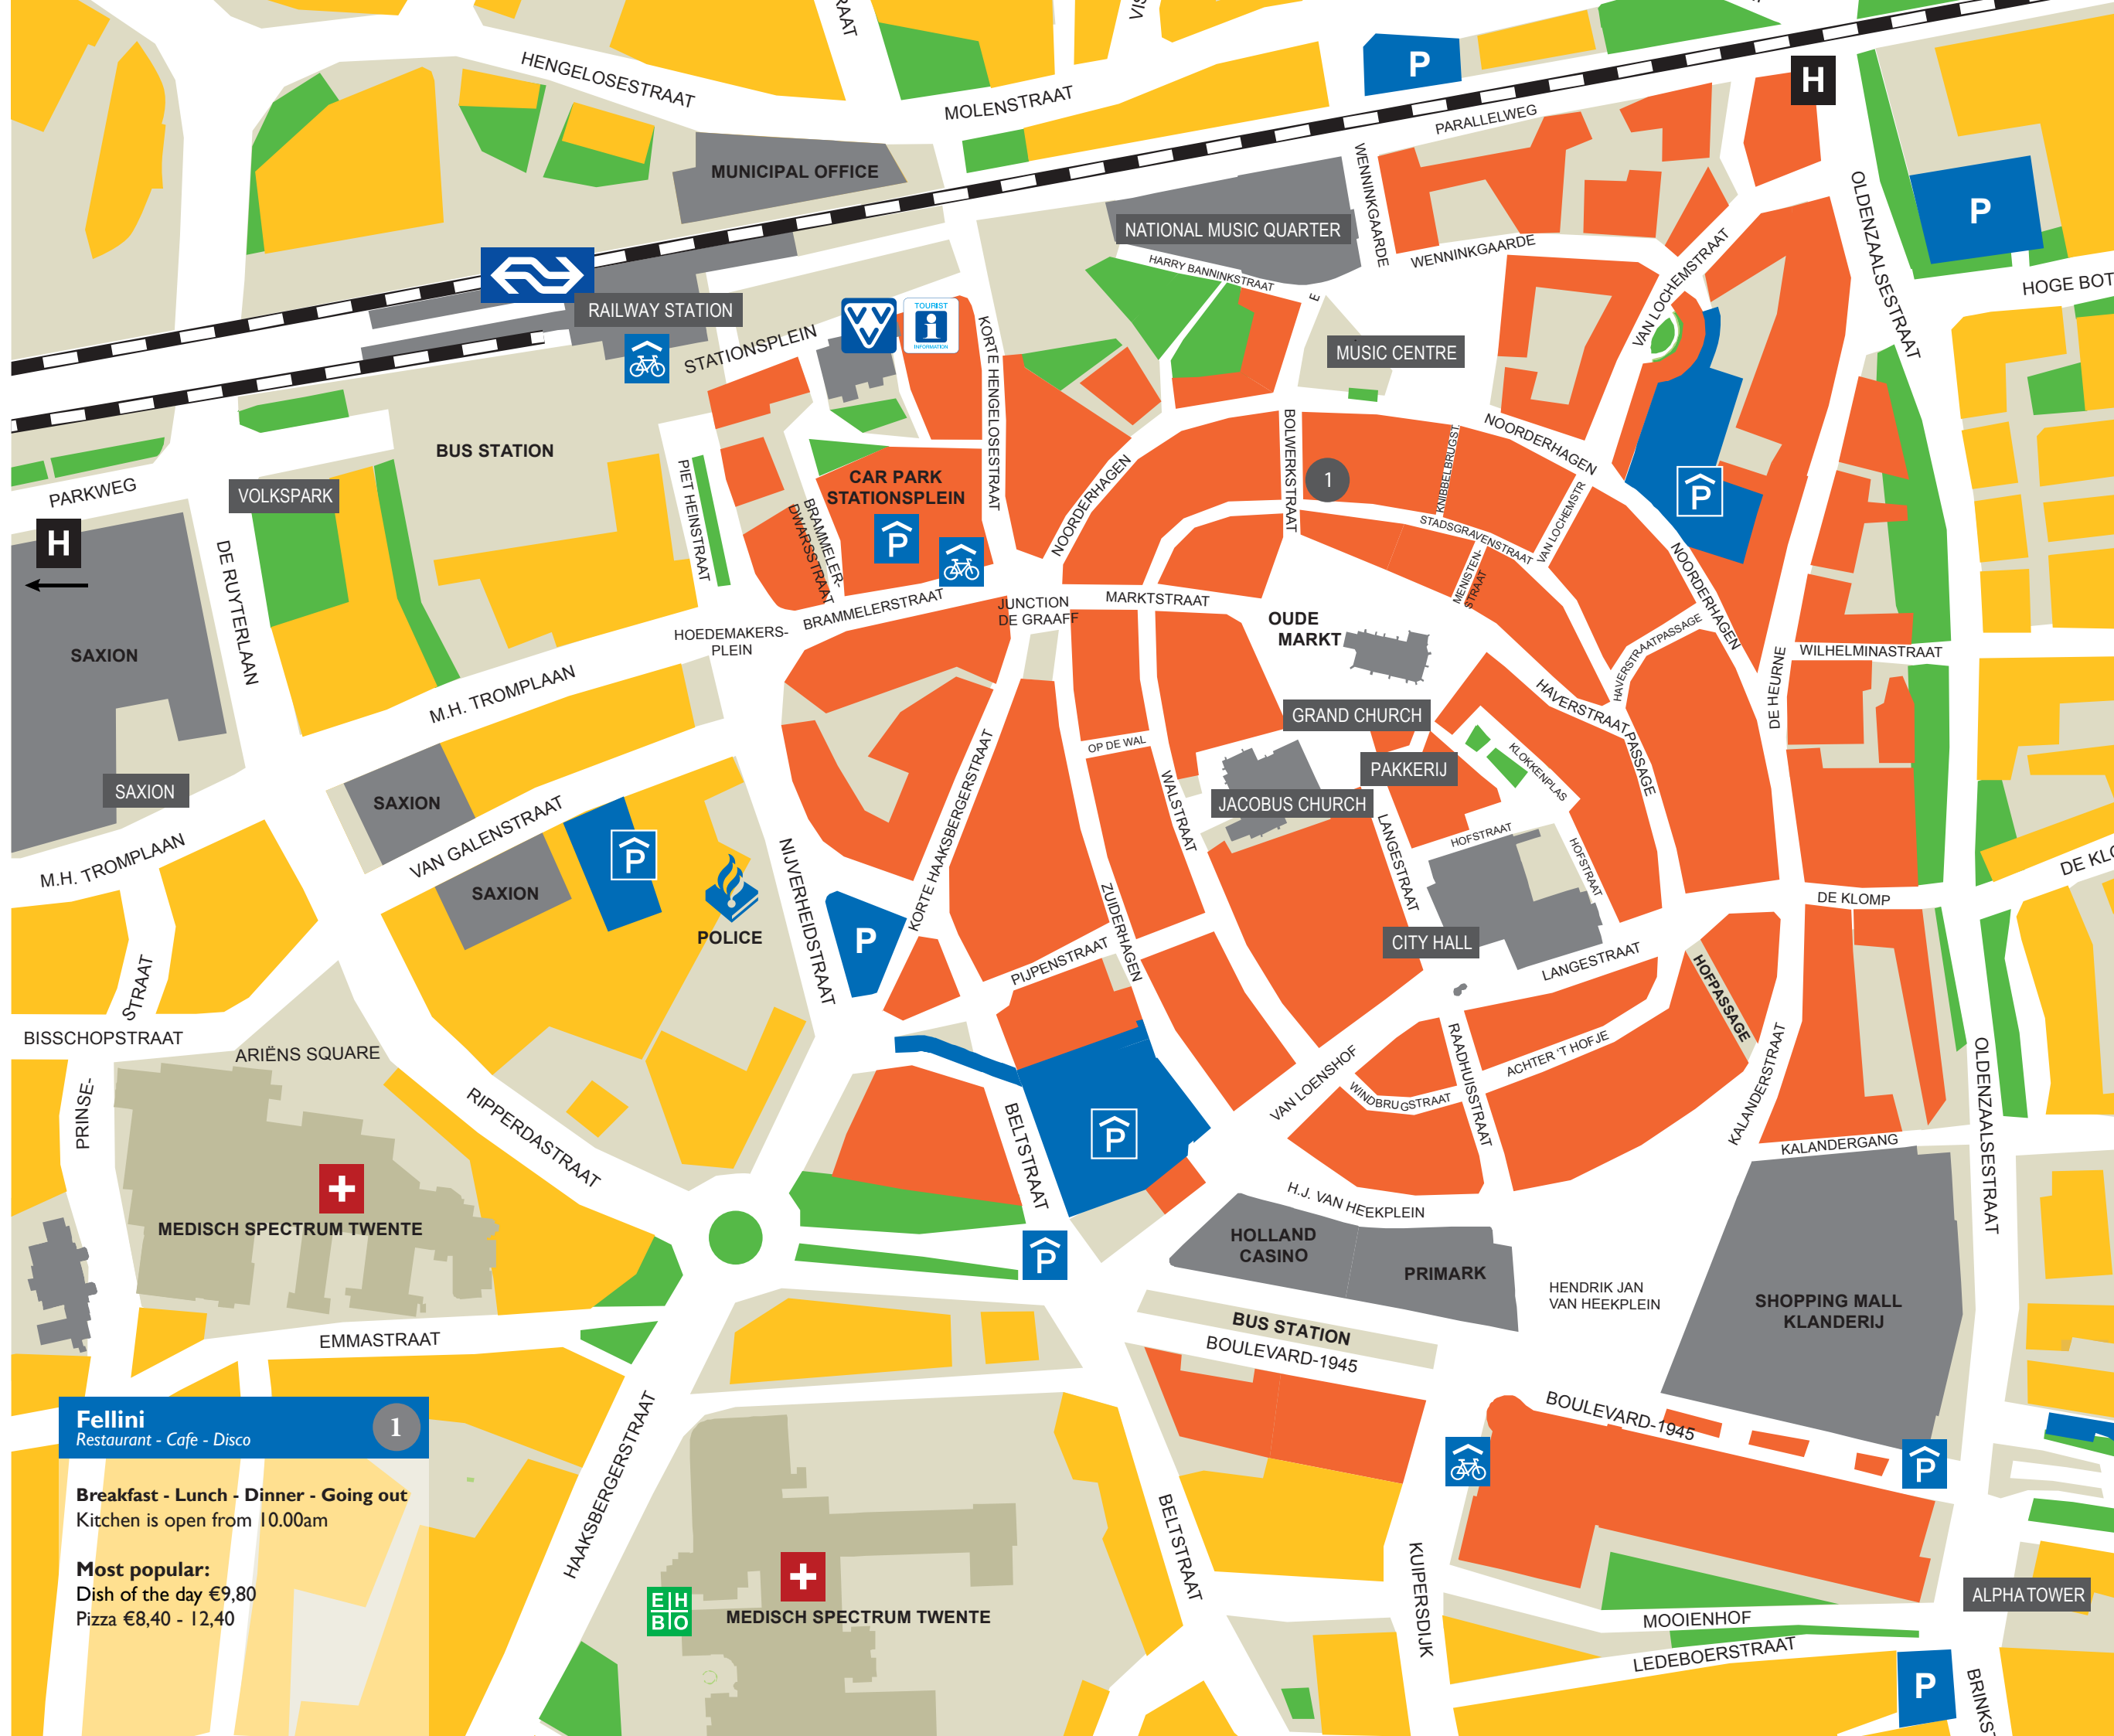 HENGELOSESTRAAT
MOLENSTRAAT
P
H
PARALLELWEG
MUNICIPAL OFFICE
WENNINKGAARDE
NATIONAL MUSIC QUARTER
OLDENZAALSESTRAAT
P
WENNINKGAARDE
HARRY BANNINKSTRAAT
VAN LOCHEMSTRAAT
HOGE BOT
RAILWAY STATION
VVV
TOURIST
i
INFORMATION
STATIONSPLEIN
KORTE HENGELOSESTRAAT
MUSIC CENTRE
BUS STATION
NOORDERHAGEN
BOLWERKSTRAAT
KNIBBELBRUGST.
CAR PARK
STATIONSPLEIN
P
PIET HEINSTRAAT
BRAMMELER-
DWARSSTRAAT
NOORDERHAGEN
1
P
PARKWEG
VOLKSPARK
H
STADSGRAVENSTRAAT
VAN LOCHEMSTR
MENISTEN-
STRAAT
NOORDERHAGEN
DE RUYTERLAAN
BRAMMELERSTRAAT
JUNCTION
DE GRAAFF
MARKTSTRAAT
OUDE
MARKT
HOEDEMAKERS-
PLEIN
HAVERSTRAATPASSAGE
WILHELMINASTRAAT
SAXION
M.H. TROMPLAAN
DE HEURNE
GRAND CHURCH
HAVERSTRAAT PASSAGE
OP DE WAL
KORTE HAAKSBERGERSTRAAT
PAKKERIJ
KLOKKENPLAS
WALSTRAAT
JACOBUS CHURCH
SAXION
SAXION
M.H. TROMPLAAN
VAN GALENSTRAAT
P
SAXION
LANGESTRAAT
HOFSTRAAT
HOFSTRAAT
DE KLO
DE KLOMP
NIJVERHEIDSTRAAT
POLICE
P
ZUIDERHAGEN
PIJPENSTRAAT
CITY HALL
LANGESTRAAT
HOFPASSAGE
STRAAT
PRINSE-
BISSCHOPSTRAAT
ARIËNS SQUARE
RIPPERDASTRAAT
VAN LOENSHOF
WINDBRUGSTRAAT
RAADHUISSTRAAT
ACHTER 'T HOFJE
KALANDERSTRAAT
OLDENZAALSESTRAAT
KALANDERGANG
P
BELTSTRAAT
MEDISCH SPECTRUM TWENTE
H.J. VAN HEEKPLEIN
HOLLAND
CASINO
PRIMARK
P
HENDRIK JAN
VAN HEEKPLEIN
SHOPPING MALL
KLANDERIJ
EMMASTRAAT
BUS STATION
BOULEVARD-1945
BOULEVARD-1945
Fellini
Restaurant - Cafe - Disco
1
Breakfast - Lunch - Dinner - Going out
Kitchen is open from 10.00am
Most popular:
Dish of the day €9,80
Pizza €8,40 - 12,40
HAAKSBERGERSTRAAT
P
BELTSTRAAT
KUIPERSDIJK
EHBO
MEDISCH SPECTRUM TWENTE
ALPHA TOWER
MOOIENHOF
LEDEBOERSTRAAT
P
BRINKS